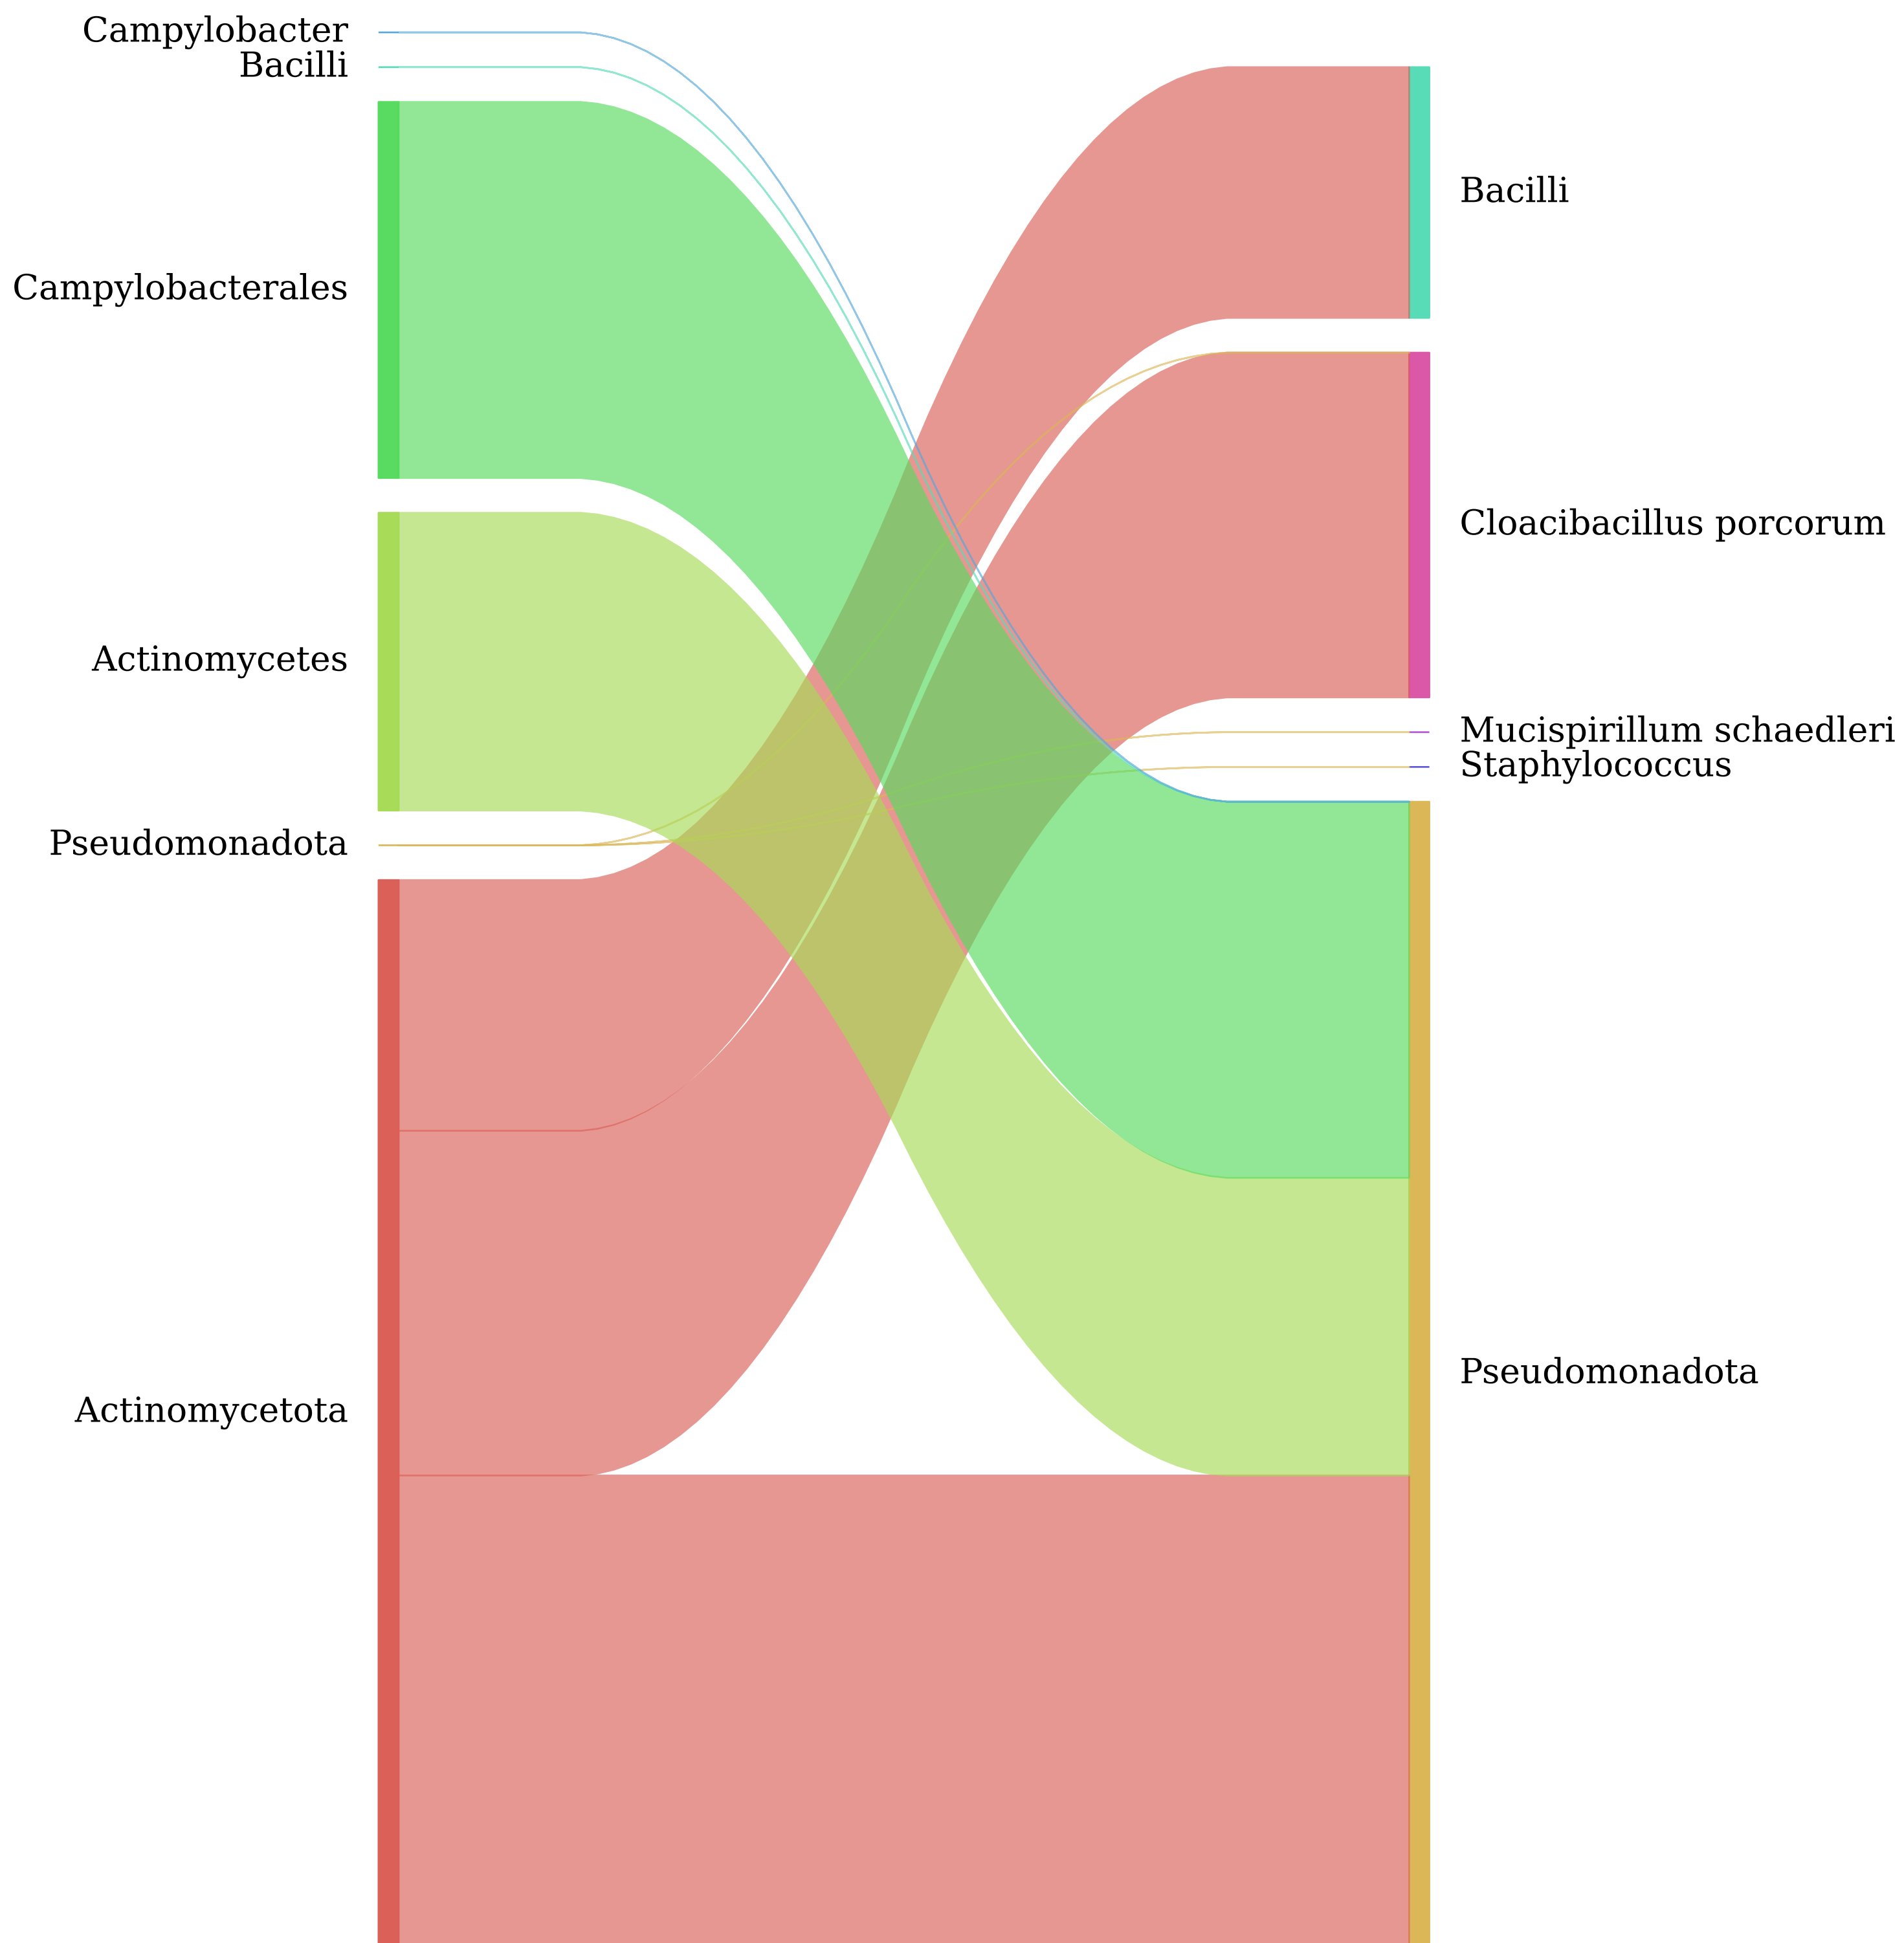 Campylobacter
Bacilli
Campylobacterales
Actinomycetes
Pseudomonadota
Actinomycetota
Bacilli
Cloacibacillus porcorum
Mucispirillum schaedleri
Staphylococcus
Pseudomonadota